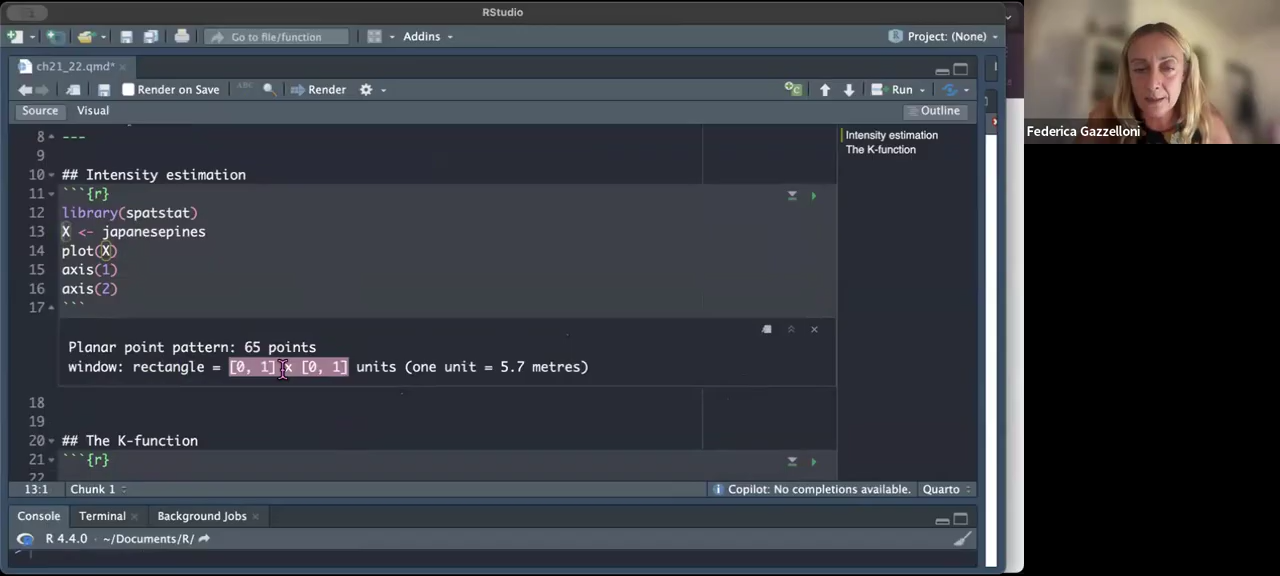 RStudio
Go to file/function
Addins
Project: (None)
ch21_22.qmd*
Render on Save
ABC
Render
Run
Source
Visual
Outline
8 ---
9
10 ## Intensity estimation
11 ```{r}
12 library(spatstat)
13 X <- japanesepines
14 plot(X)
15 axis(1)
16 axis(2)
17 ```
Planar point pattern: 65 points
window: rectangle = [0, 1] x [0, 1] units (one unit = 5.7 metres)
18
19
20 ## The K-function
21 ```{r}
22
Intensity estimation
The K-function
13:1
Chunk 1
Copilot: No completions available.
Quarto
Console
Terminal
Background Jobs
R 4.4.0 · ~/Documents/R/
Federica Gazzelloni